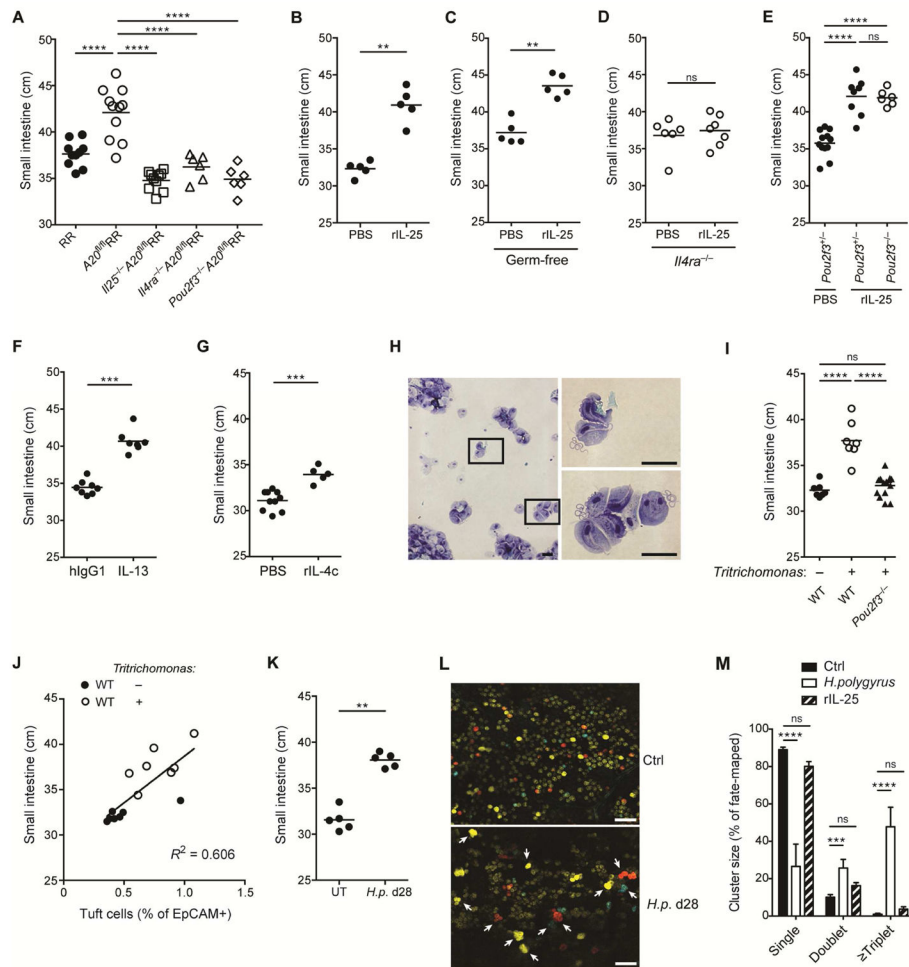 A
****
****
**** ****
Small intestine (cm)
50
45
40
35
30
RR
A20fl/flRR
Il25–/– A20fl/flRR
Il4ra–/– A20fl/flRR
Pou2f3–/– A20fl/flRR
B
**
Small intestine (cm)
50
45
40
35
30
25
PBS rIL-25
C
**
Small intestine (cm)
50
45
40
35
30
25
PBS rIL-25
Germ-free
D
ns
Small intestine (cm)
50
45
40
35
30
25
PBS rIL-25
Il4ra–/–
E
****
**** ns
Small intestine (cm)
50
45
40
35
30
25
Pou2f3+/–
Pou2f3+/–
Pou2f3–/–
PBS rIL-25
F
***
Small intestine (cm)
45
40
35
30
25
hIgG1 IL-13
G
***
Small intestine (cm)
45
40
35
30
25
PBS rIL-4c
H
I
ns
**** ****
Small intestine (cm)
45
40
35
30
25
Tritrichomonas: – + +
WT
WT
Pou2f3–/–
J
Tritrichomonas:
WT –
WT +
Small intestine (cm)
45
40
35
30
25
0 0.5 1.0 1.5
R2 = 0.606
Tuft cells (% of EpCAM+)
K
**
Small intestine (cm)
45
40
35
30
25
UT
H.p. d28
L
Ctrl
H.p. d28
M
Ctrl
H.polygyrus
rIL-25
Cluster size (% of fate-mapped)
100
80
60
40
20
0
ns
****
ns
***
ns
****
Single
Doublet
≥Triplet